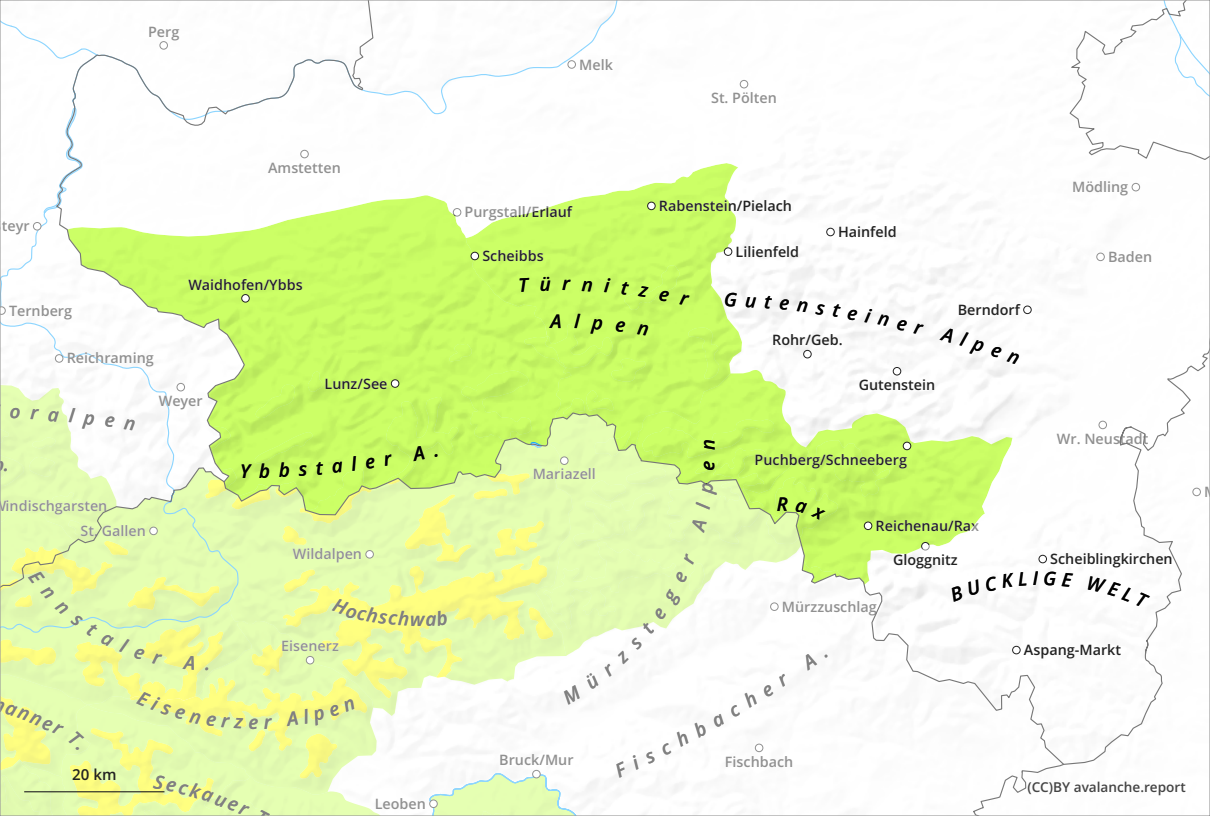 Perg
Melk
St. Pölten
Amstetten
Mödling
Purgstall/Erlauf
Rabenstein/Pielach
teyr
Hainfeld
Scheibbs
Lilienfeld
Baden
Waidhofen/Ybbs
Türnitzer
Alpen
Gutensteiner Alpen
Ternberg
Berndorf
Rohr/Geb.
Reichraming
Lunz/See
Gutenstein
Weyer
oralpen
Wr. Neustadt
Ybbstaler A.
Puchberg/Schneeberg
Mariazell
Windischgarsten
Rax
St. Gallen
Reichenau/Rax
Wildalpen
Gloggnitz
Scheiblingkirchen
BUCKLIGE WELT
Ennstaler A.
Hochschwab
Mürzsteger Alpen
Mürzzuschlag
Eisenerz
Aspang-Markt
Eisenerzer Alpen
Fischbacher A.
anner T.
Fischbach
Bruck/Mur
20 km
Seckauer T
Leoben
(CC)BY avalanche.report